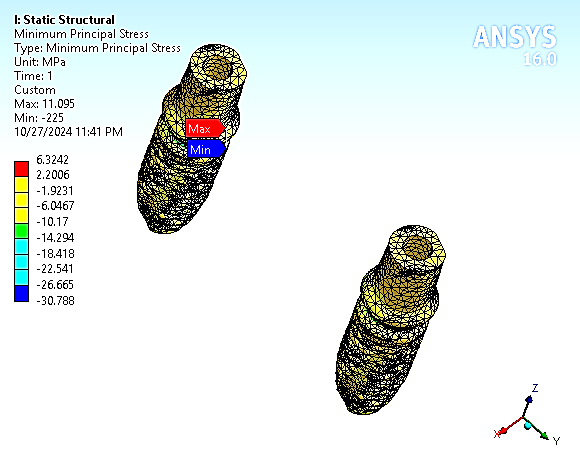 I: Static Structural
Minimum Principal Stress
Type: Minimum Principal Stress
Unit: MPa
Time: 1
Custom
Max: 11.095
Min: -225
10/27/2024 11:41 PM
ANSYS
16.0
6.3242
2.2006
-1.9231
-6.0467
-10.17
-14.294
-18.418
-22.541
-26.665
-30.788
Max
Min
Z
X
Y